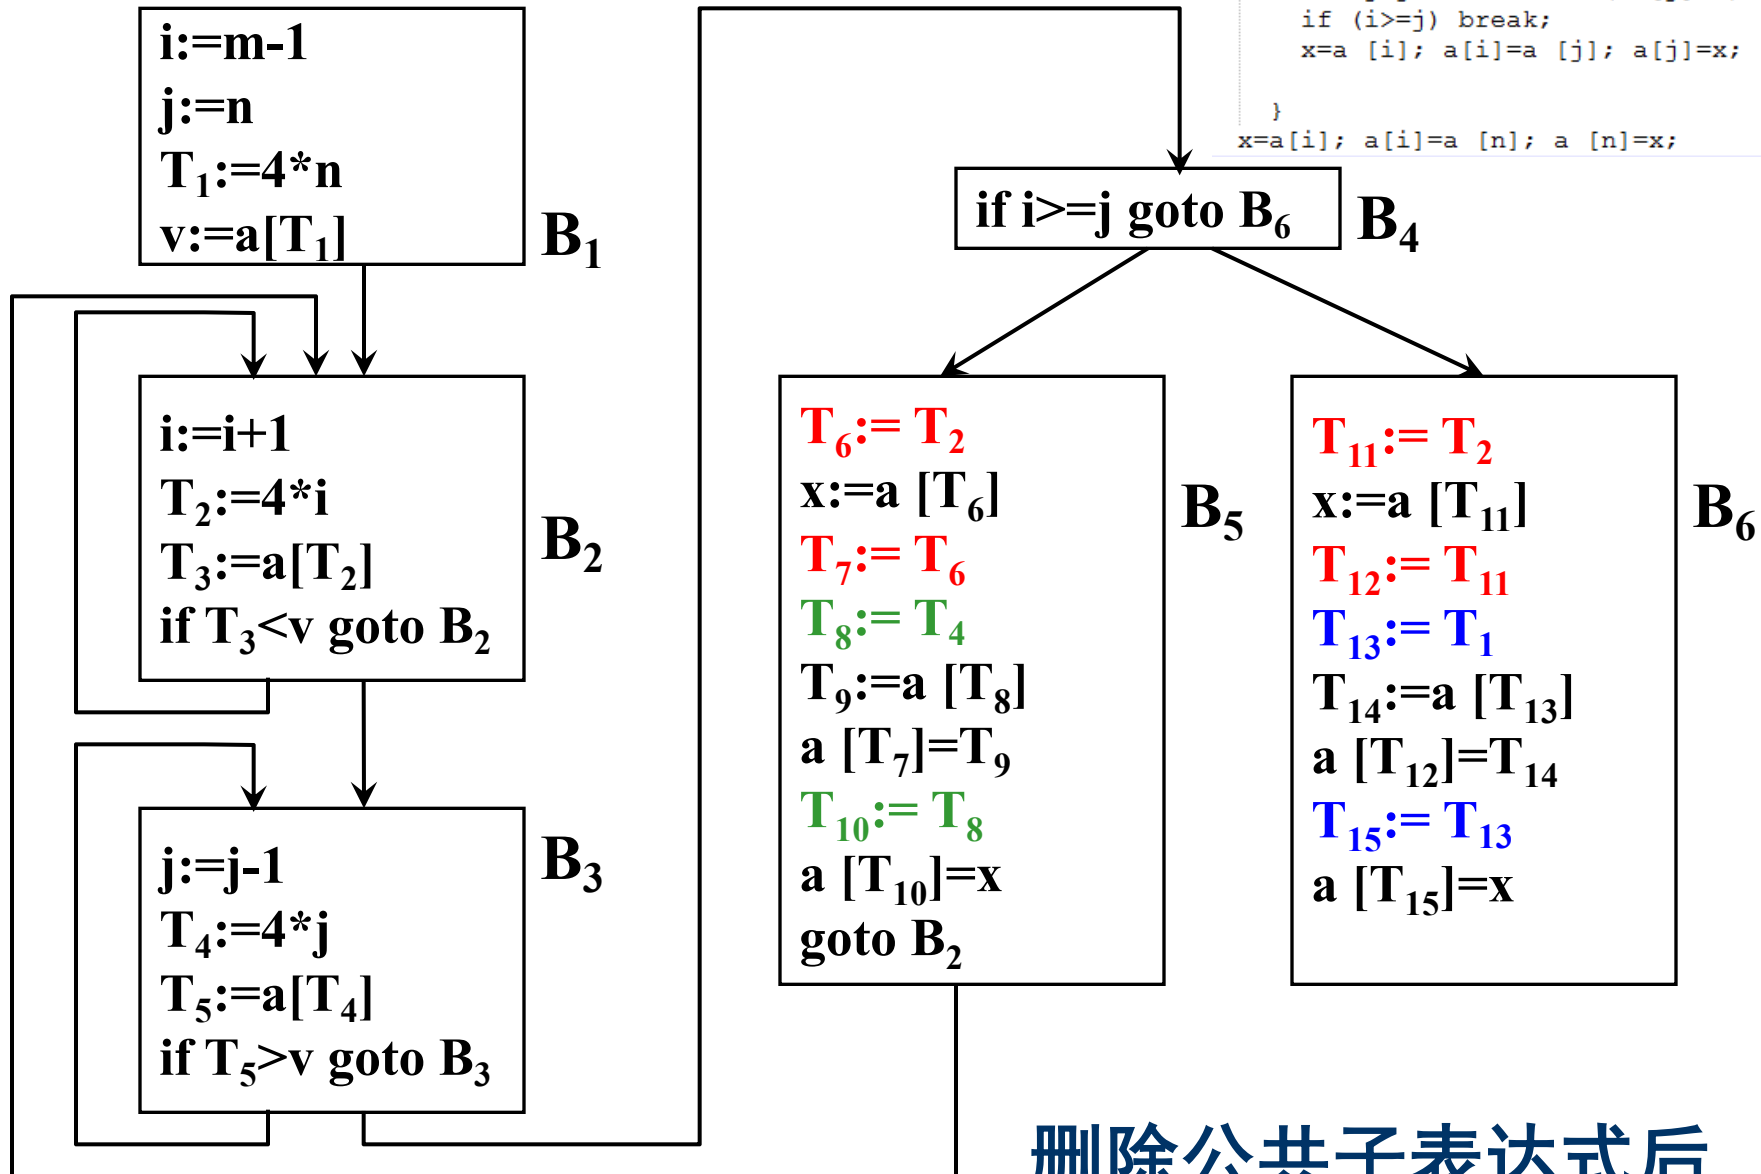 i:=m-1
j:=n
T₁:=4*n
v:=a[T₁]
B₁
i:=i+1
T₂:=4*i
T₃:=a[T₂]
if T₃<v goto B₂
B₂
j:=j-1
T₄:=4*j
T₅:=a[T₄]
if T₅>v goto B₃
B₃
if (i>=j) break;
x=a [i]; a[i]=a [j]; a[j]=x;
}
x=a[i]; a[i]=a [n]; a [n]=x;
if i>=j goto B₆
B₄
T₆:= T₂
x:=a [T₆]
T₇:= T₆
T₈:= T₄
T₉:=a [T₈]
a [T₇]=T₉
T₁₀:= T₈
a [T₁₀]=x
goto B₂
B₅
T₁₁:= T₂
x:=a [T₁₁]
T₁₂:= T₁₁
T₁₃:= T₁
T₁₄:=a [T₁₃]
a [T₁₂]=T₁₄
T₁₅:= T₁₃
a [T₁₅]=x
B₆
删除公共子表达式后